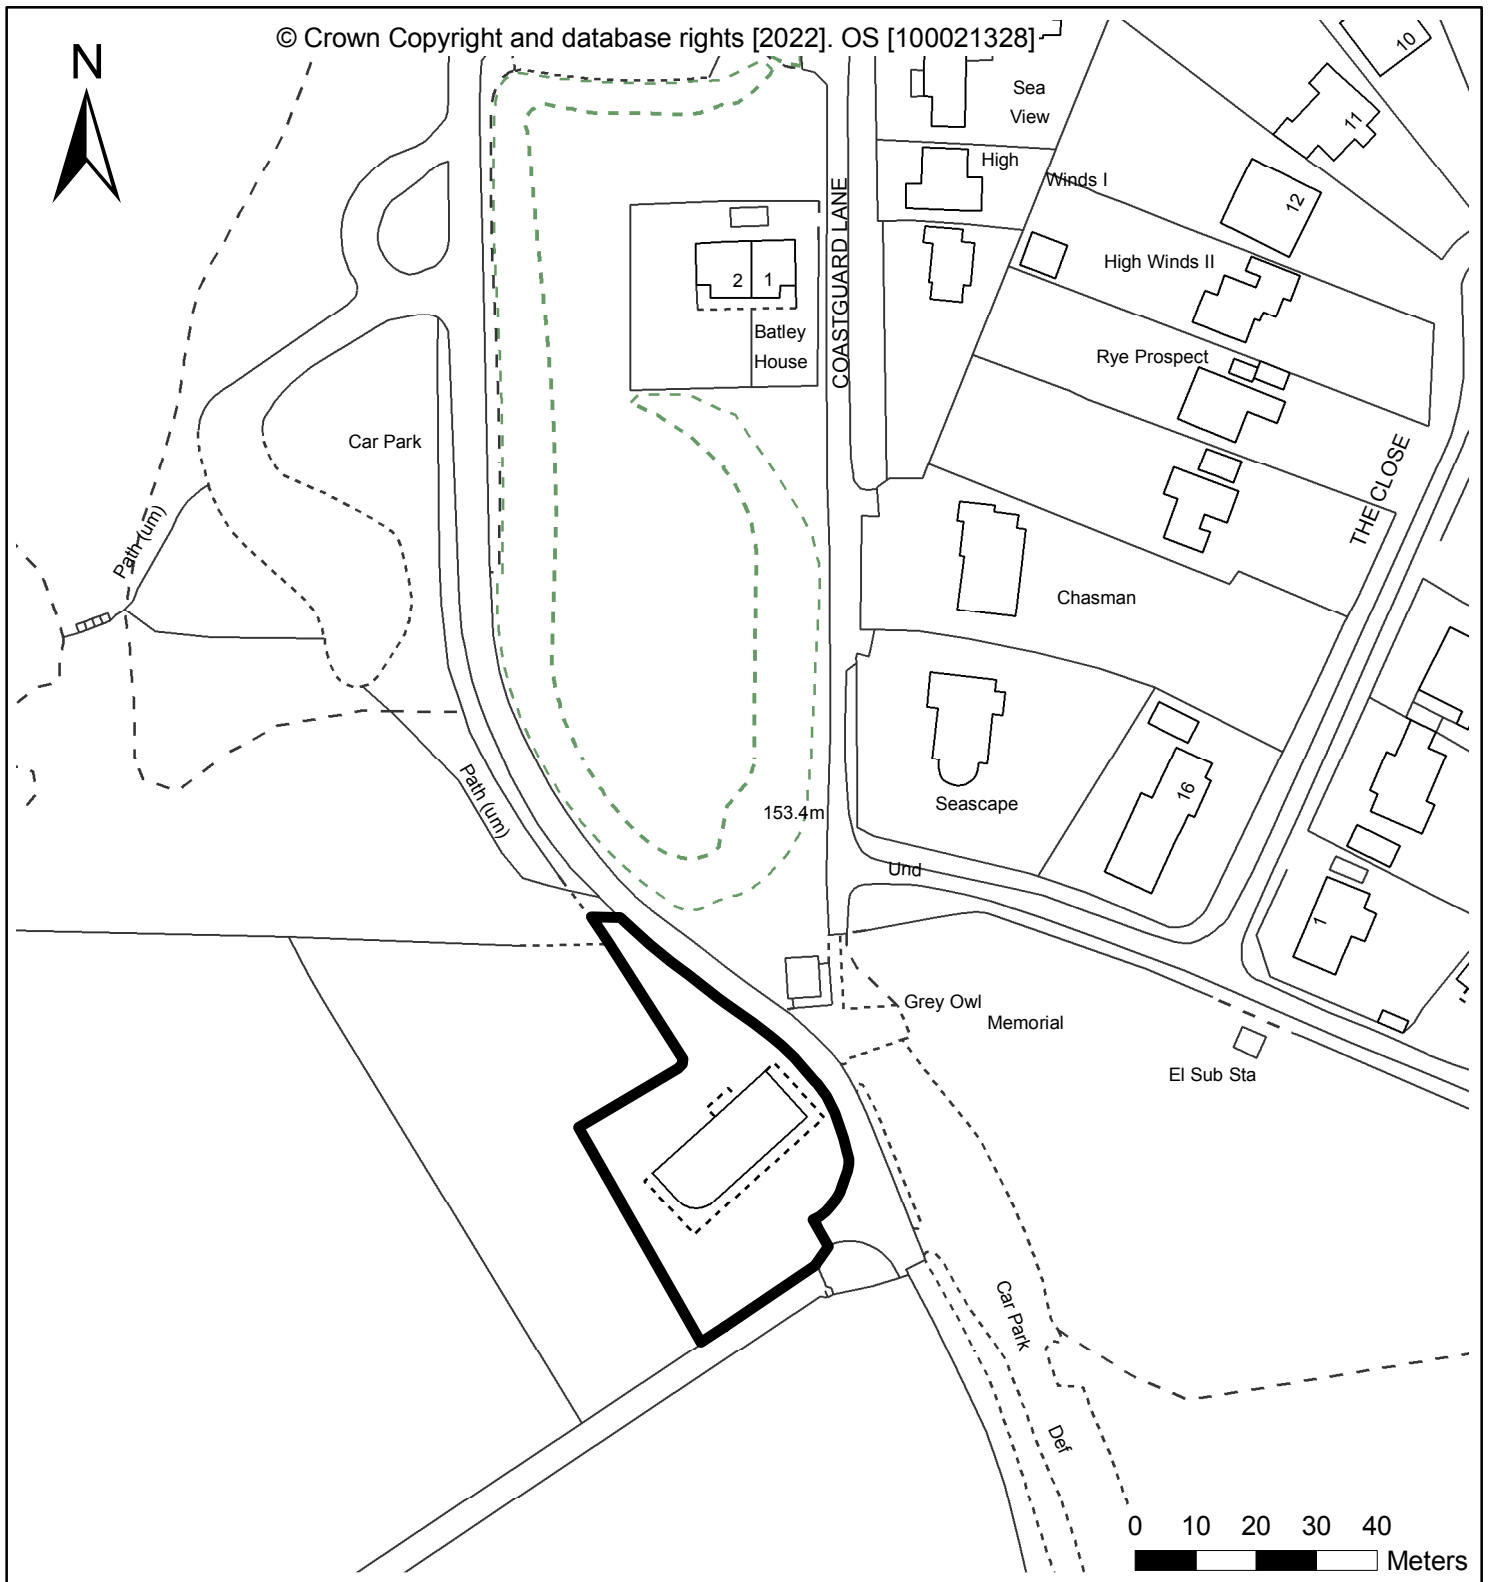 © Crown Copyright and database rights [2022]. OS [100021328]
N
10
Sea
View
11
High
Winds I
12
COASTGUARD LANE
High Winds II
2
1
Batley
House
Rye Prospect
Car Park
THE CLOSE
Path (um)
Chasman
Path (um)
16
Seascape
153.4m
Und
1
Grey Owl
Memorial
El Sub Sta
Car Park
Def
0 10 20 30 40
Meters